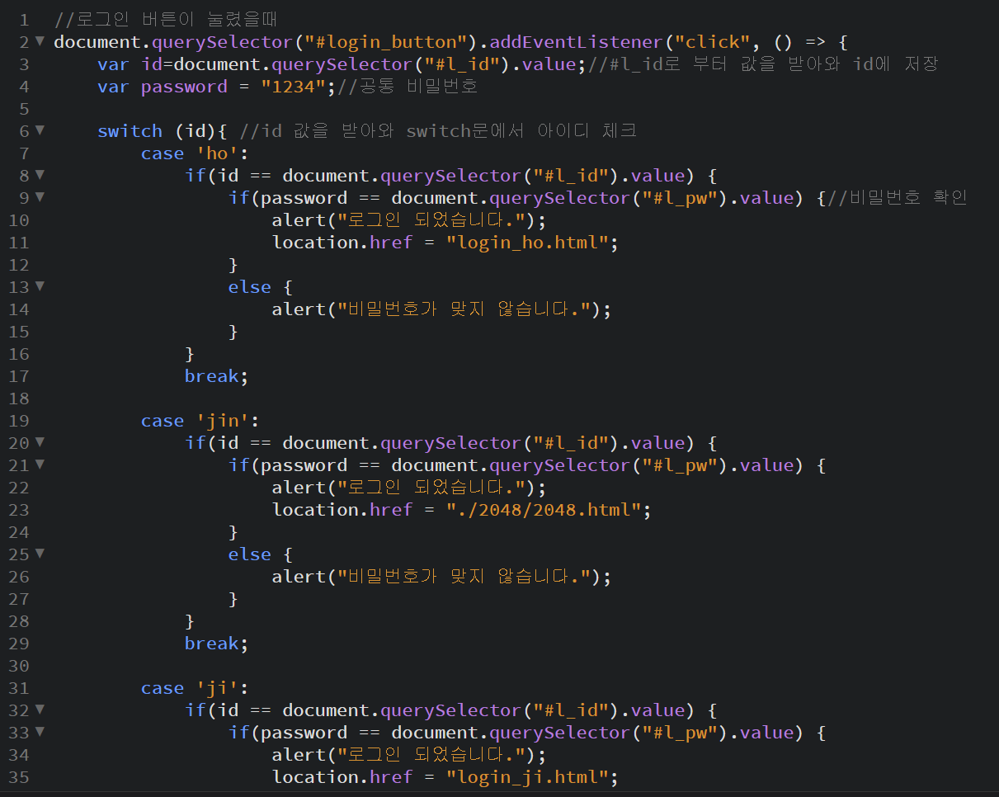 1 //로그인 버튼이 눌렸을때
2 document.querySelector("#login_button").addEventListener("click", () => {
3 var id=document.querySelector("#l_id").value;//#l_id로 부터 값을 받아와 id에 저장
4 var password = "1234";//공통 비밀번호
5
6 switch (id){ //id 값을 받아와 switch문에서 아이디 체크
7 case 'ho':
8 if(id == document.querySelector("#l_id").value) {
9 if(password == document.querySelector("#l_pw").value) {//비밀번호 확인
10 alert("로그인 되었습니다.");
11 location.href = "login_ho.html";
12 }
13 else {
14 alert("비밀번호가 맞지 않습니다.");
15 }
16 }
17 break;
18
19 case 'jin':
20 if(id == document.querySelector("#l_id").value) {
21 if(password == document.querySelector("#l_pw").value) {
22 alert("로그인 되었습니다.");
23 location.href = "./2048/2048.html";
24 }
25 else {
26 alert("비밀번호가 맞지 않습니다.");
27 }
28 }
29 break;
30
31 case 'ji':
32 if(id == document.querySelector("#l_id").value) {
33 if(password == document.querySelector("#l_pw").value) {
34 alert("로그인 되었습니다.");
35 location.href = "login_ji.html";